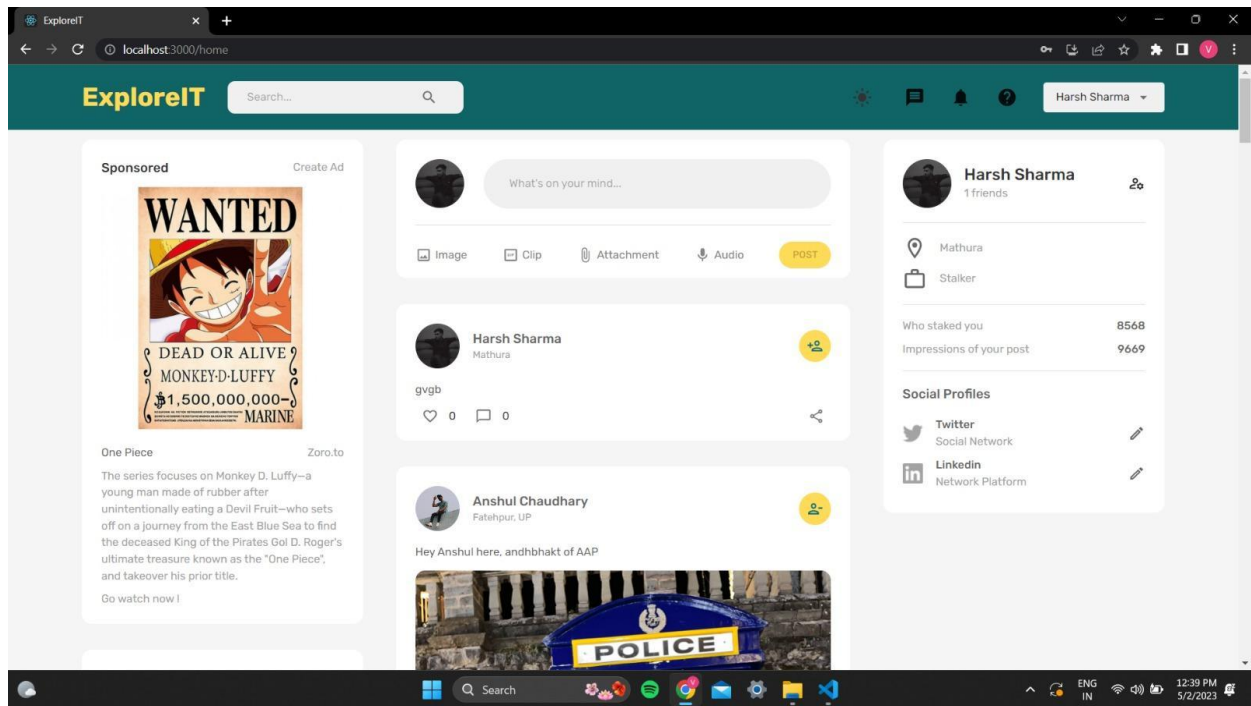 ExploreIT
localhost:3000/home
V
ExploreIT
Search...
Harsh Sharma
Sponsored
Create Ad
WANTED
DEAD OR ALIVE
MONKEY·D·LUFFY
฿1,500,000,000-
MARINE
One Piece
Zoro.to
The series focuses on Monkey D. Luffy—a
young man made of rubber after
unintentionally eating a Devil Fruit—who sets
off on a journey from the East Blue Sea to find
the deceased King of the Pirates Gol D. Roger's
ultimate treasure known as the "One Piece",
and takeover his prior title.
Go watch now !
What's on your mind...
Image
Clip
Attachment
Audio
POST
Harsh Sharma
Mathura
gvgb
0
0
Anshul Chaudhary
Fatehpur, UP
Hey Anshul here, andhbhakt of AAP
POLICE
Harsh Sharma
1 friends
Mathura
Stalker
Who staked you 8568
Impressions of your post 9669
Social Profiles
Twitter
Social Network
Linkedin
Network Platform
Search
ENG
IN
12:39 PM
5/2/2023